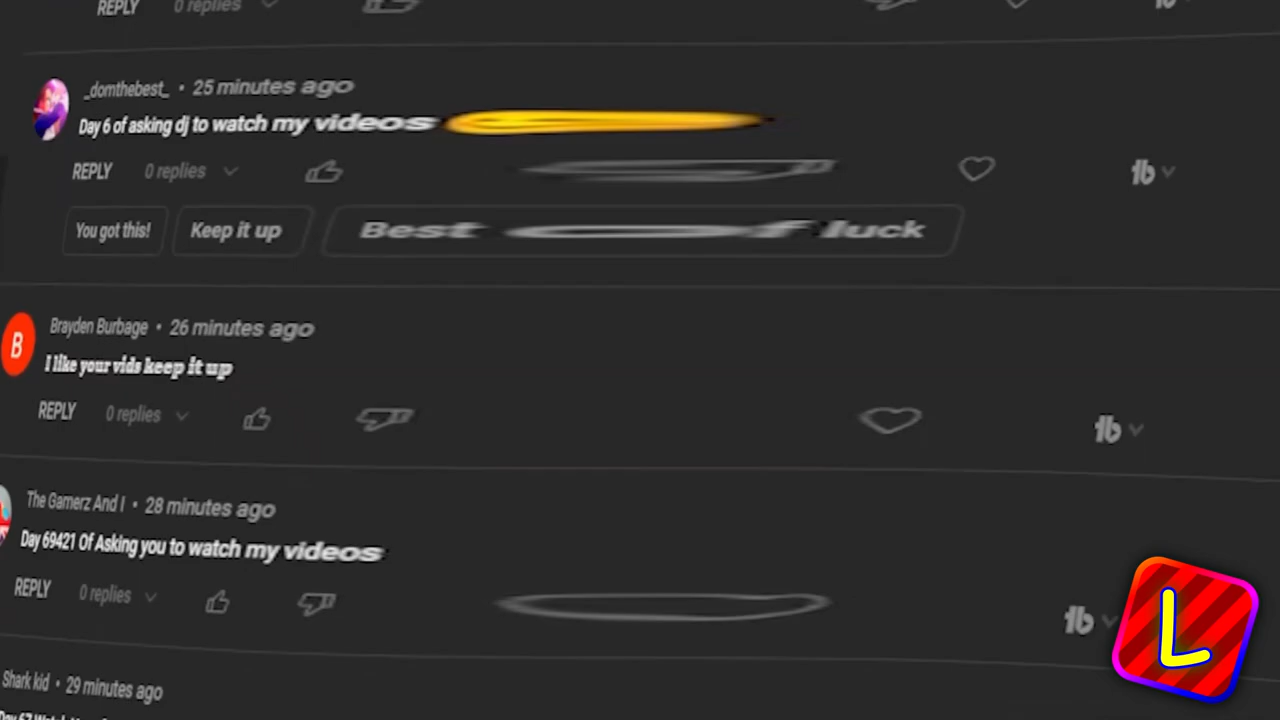 REPLY 0 replies
_domthebest_ • 25 minutes ago
Day 6 of asking dj to watch my videos
REPLY 0 replies
You got this! Keep it up Best of luck
Brayden Burbage • 26 minutes ago
B
I like your vids keep it up
REPLY 0 replies
The Gamerz And I • 28 minutes ago
Day 69421 Of Asking you to watch my videos
REPLY 0 replies
L
Shark kid • 29 minutes ago